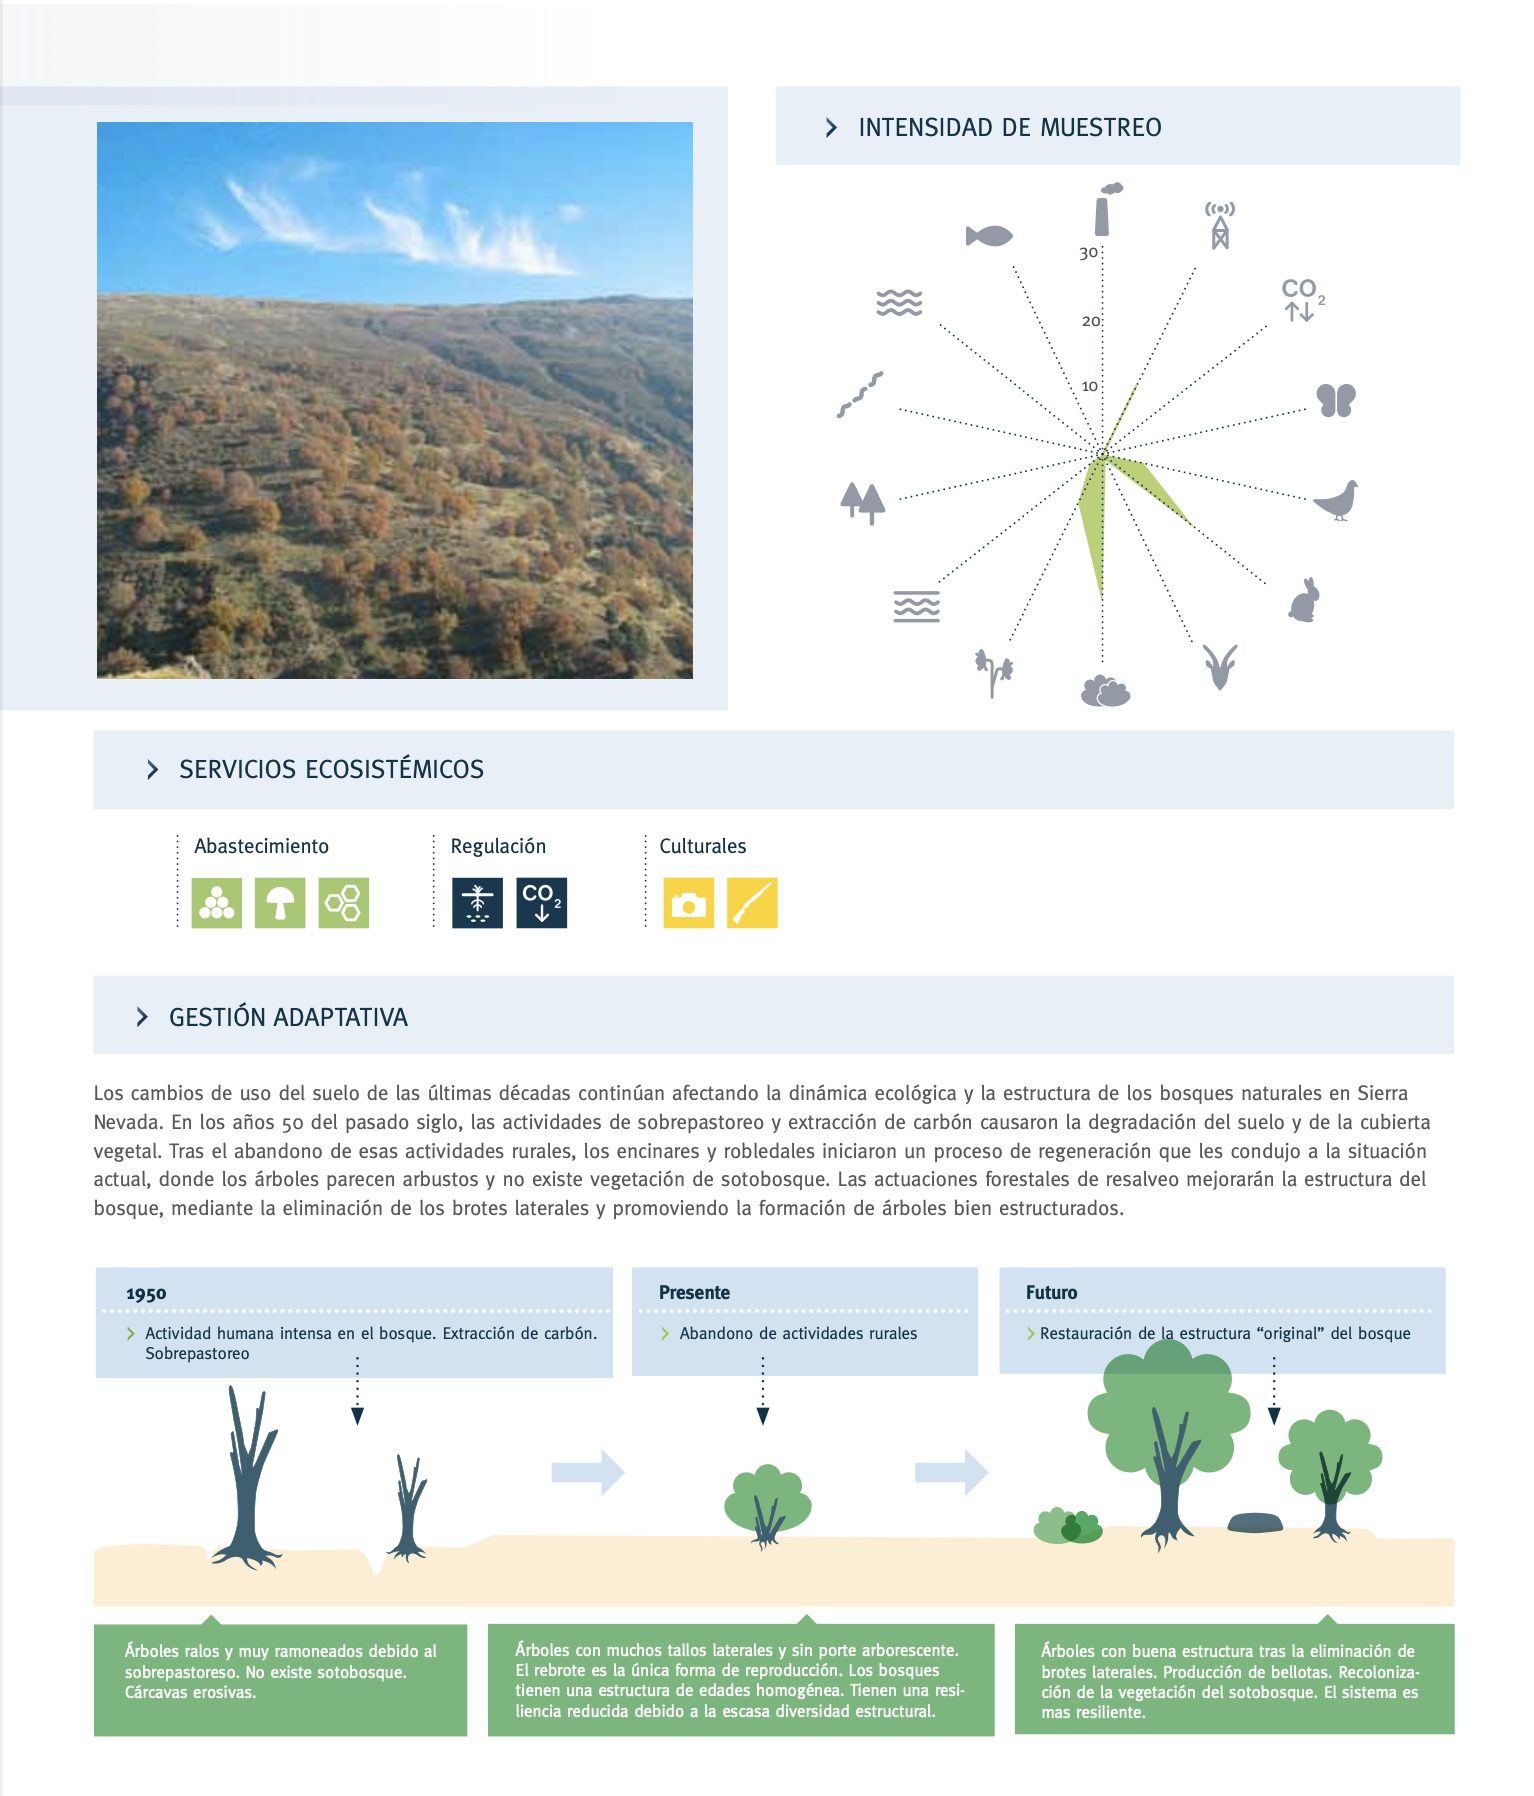 INTENSIDAD DE MUESTREO
30
20
10
CO2
SERVICIOS ECOSISTÉMICOS
Abastecimiento
Regulación
Culturales
CO2
GESTIÓN ADAPTATIVA
Los cambios de uso del suelo de las últimas décadas continúan afectando la dinámica ecológica y la estructura de los bosques naturales en Sierra
Nevada. En los años 50 del pasado siglo, las actividades de sobrepastoreo y extracción de carbón causaron la degradación del suelo y de la cubierta
vegetal. Tras el abandono de esas actividades rurales, los encinares y robledales iniciaron un proceso de regeneración que les condujo a la situación
actual, donde los árboles parecen arbustos y no existe vegetación de sotobosque. Las actuaciones forestales de resalveo mejorarán la estructura del
bosque, mediante la eliminación de los brotes laterales y promoviendo la formación de árboles bien estructurados.
1950
Actividad humana intensa en el bosque. Extracción de carbón.
Sobrepastoreo
Presente
Abandono de actividades rurales
Futuro
Restauración de la estructura “original” del bosque
Árboles ralos y muy ramoneados debido al
sobrepastoreso. No existe sotobosque.
Cárcavas erosivas.
Árboles con muchos tallos laterales y sin porte arborescente.
El rebrote es la única forma de reproducción. Los bosques
tienen una estructura de edades homogénea. Tienen una resi-
liencia reducida debido a la escasa diversidad estructural.
Árboles con buena estructura tras la eliminación de
brotes laterales. Producción de bellotas. Recoloniza-
ción de la vegetación del sotobosque. El sistema es
mas resiliente.